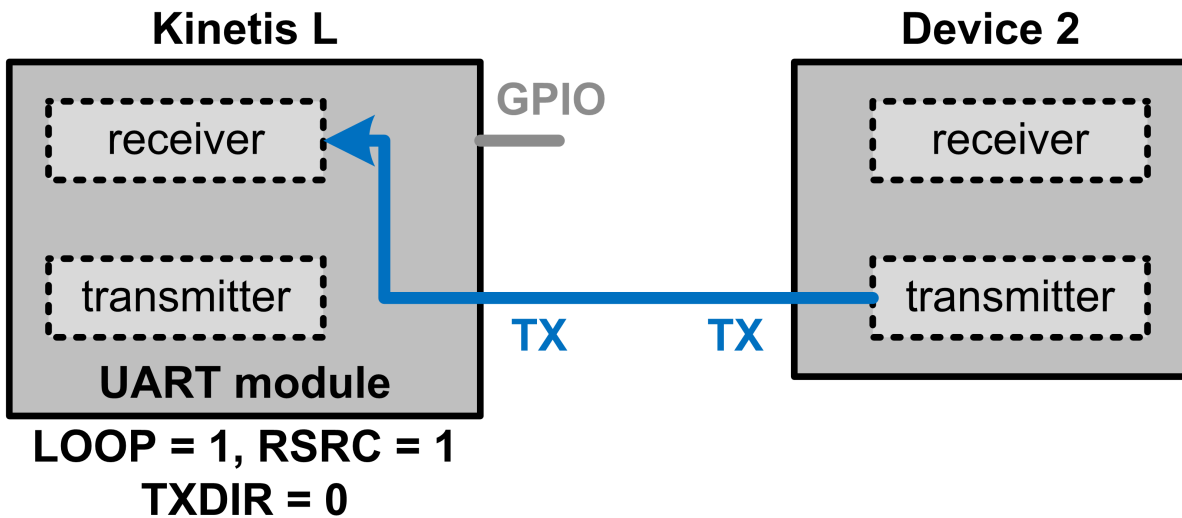 Kinetis L
Device 2
GPIO
receiver
receiver
transmitter
transmitter
TX
TX
UART module
LOOP = 1, RSRC = 1
TXDIR = 0